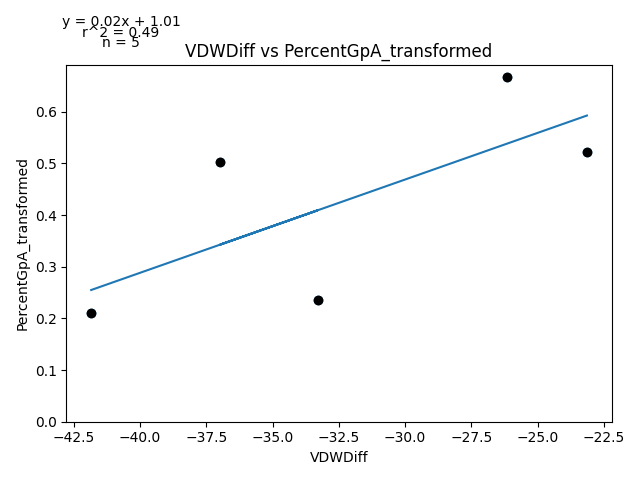 y = 0.02x + 1.01
r^2 = 0.49
n = 5
VDWDiff vs PercentGpA_transformed
PercentGpA_transformed
0.6
0.5
0.4
0.3
0.2
0.1
0.0
−42.5 −40.0 −37.5 −35.0 −32.5 −30.0 −27.5 −25.0 −22.5
VDWDiff